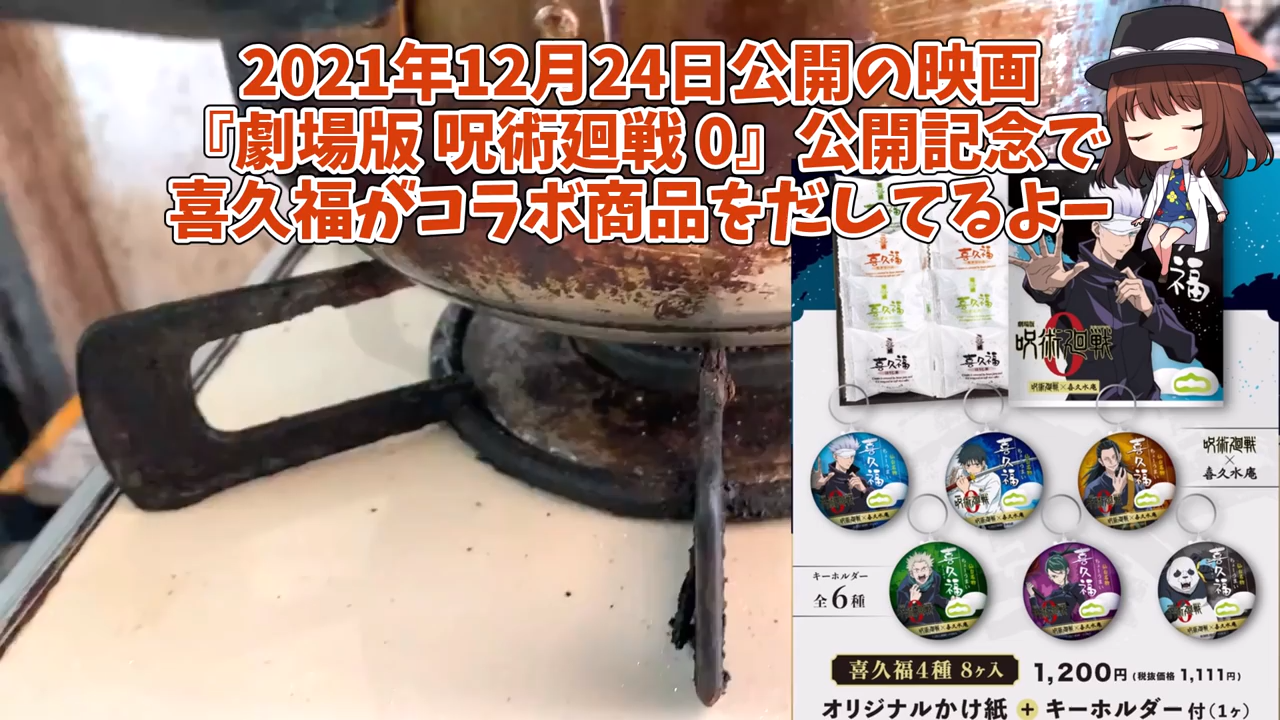 2021年12月24日公開の映画
『劇場版 呪術廻戦 0』公開記念で
喜久福がコラボ商品をだしてるよー
喜久福
喜久福
喜久福
喜久福
喜久福
喜久福
福
劇場版
呪術廻戦
0
呪術廻戦×喜久水庵
喜久福
喜久福
喜久福
呪術廻戦
×
喜久水庵
喜久福
喜久福
喜久福
キーホルダー
全6種
喜久福4種 8ヶ入
1,200円(税抜価格 1,111円)
オリジナルかけ紙+キーホルダー付(1ヶ)